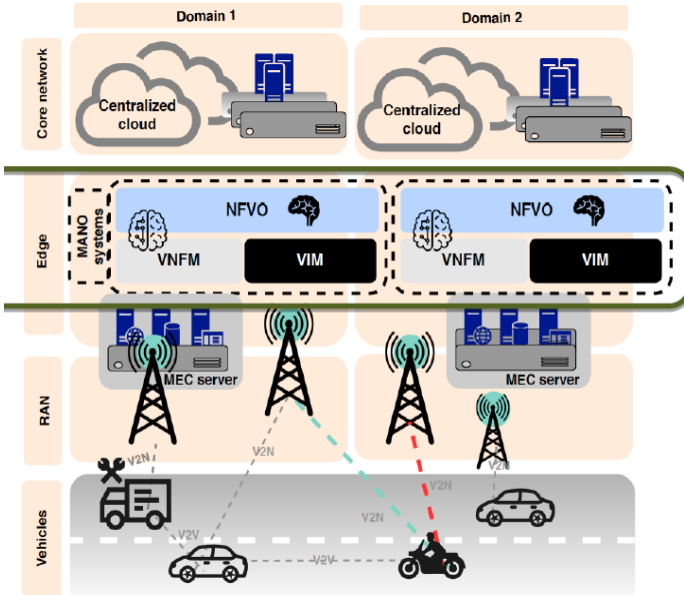 Domain 1
Domain 2
Core network
Centralized
cloud
Centralized
cloud
Edge
MANO
systems
NFVO
VNFM
VIM
NFVO
VNFM
VIM
MEC server
MEC server
RAN
V2N
V2N
V2N
V2N
V2N
Vehicles
V2V
V2V